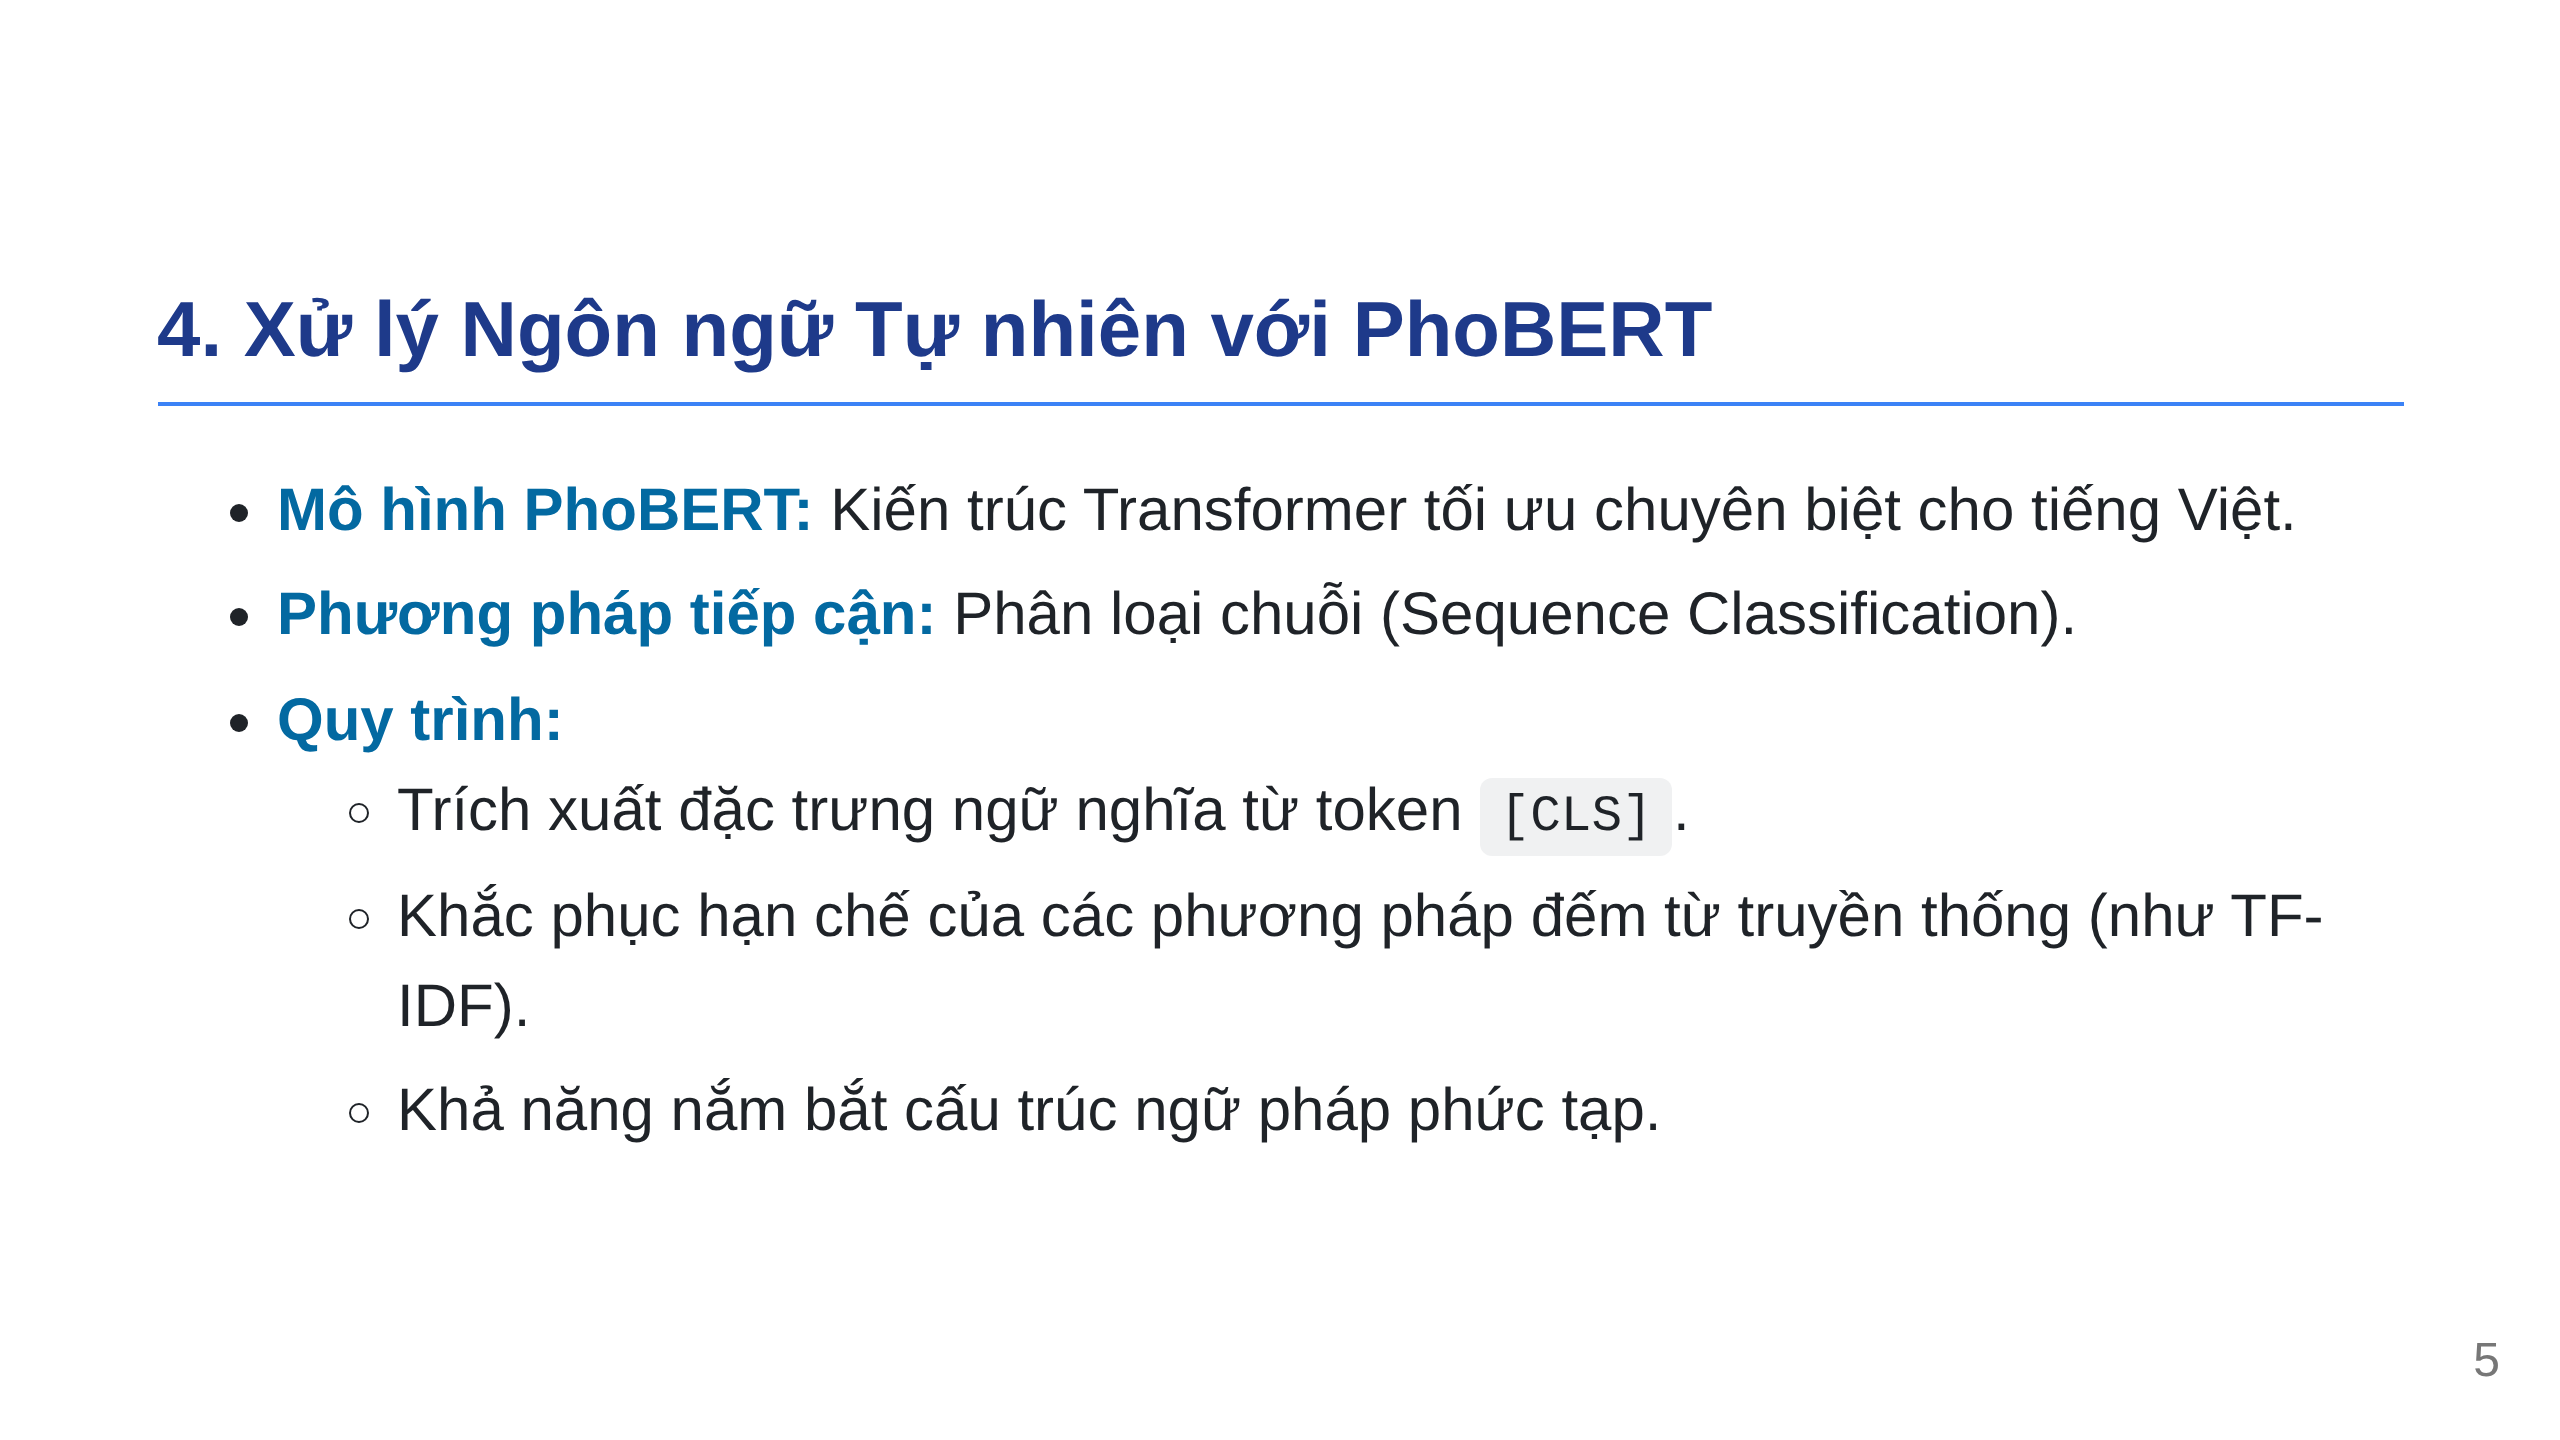 4. Xử lý Ngôn ngữ Tự nhiên với PhoBERT
Mô hình PhoBERT: Kiến trúc Transformer tối ưu chuyên biệt cho tiếng Việt.
Phương pháp tiếp cận: Phân loại chuỗi (Sequence Classification).
Quy trình:
Trích xuất đặc trưng ngữ nghĩa từ token [CLS].
Khắc phục hạn chế của các phương pháp đếm từ truyền thống (như TF-
IDF).
Khả năng nắm bắt cấu trúc ngữ pháp phức tạp.
5